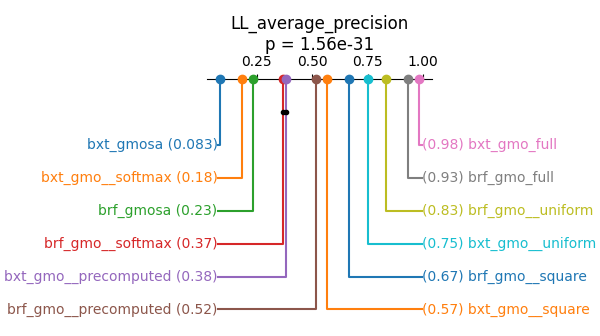 LL_average_precision
p = 1.56e-31
0.25 0.50 0.75 1.00
bxt_gmosa (0.083) (0.98) bxt_gmo_full
bxt_gmo__softmax (0.18) (0.93) brf_gmo_full
brf_gmosa (0.23) (0.83) brf_gmo__uniform
brf_gmo__softmax (0.37) (0.75) bxt_gmo__uniform
bxt_gmo__precomputed (0.38) (0.67) brf_gmo__square
brf_gmo__precomputed (0.52) (0.57) bxt_gmo__square